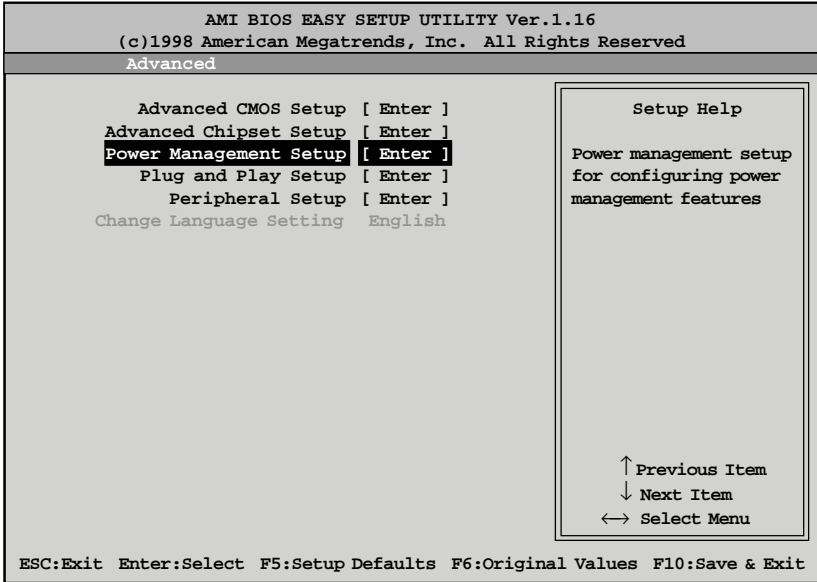 AMI BIOS EASY SETUP UTILITY Ver.1.16
(c)1998 American Megatrends, Inc. All Rights Reserved
Advanced
Advanced CMOS Setup [ Enter ]
Advanced Chipset Setup [ Enter ]
Power Management Setup [ Enter ]
Plug and Play Setup [ Enter ]
Peripheral Setup [ Enter ]
Change Language Setting English
Setup Help
Power management setup
for configuring power
management features
↑ Previous Item
↓ Next Item
←→ Select Menu
ESC:Exit Enter:Select F5:Setup Defaults F6:Original Values F10:Save & Exit